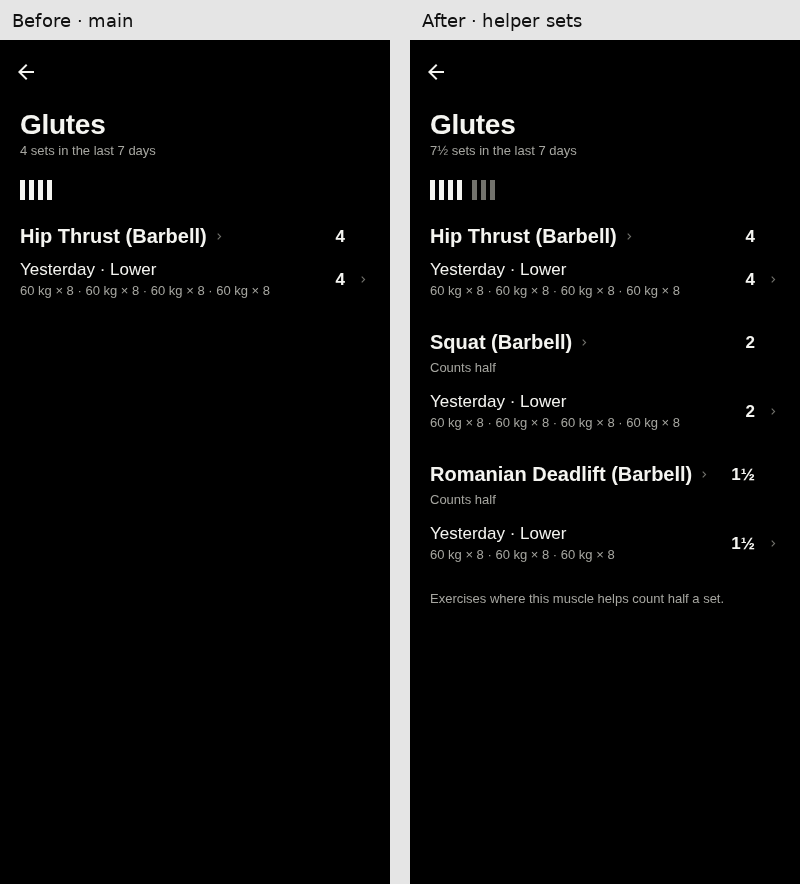 Before · main
Glutes
4 sets in the last 7 days
Hip Thrust (Barbell) › 4
Yesterday · Lower
60 kg × 8 · 60 kg × 8 · 60 kg × 8 · 60 kg × 8
4 ›
After · helper sets
Glutes
7½ sets in the last 7 days
Hip Thrust (Barbell) › 4
Yesterday · Lower
60 kg × 8 · 60 kg × 8 · 60 kg × 8 · 60 kg × 8
4 ›
Squat (Barbell) › 2
Counts half
Yesterday · Lower
60 kg × 8 · 60 kg × 8 · 60 kg × 8 · 60 kg × 8
2 ›
Romanian Deadlift (Barbell) › 1½
Counts half
Yesterday · Lower
60 kg × 8 · 60 kg × 8 · 60 kg × 8
1½ ›
Exercises where this muscle helps count half a set.